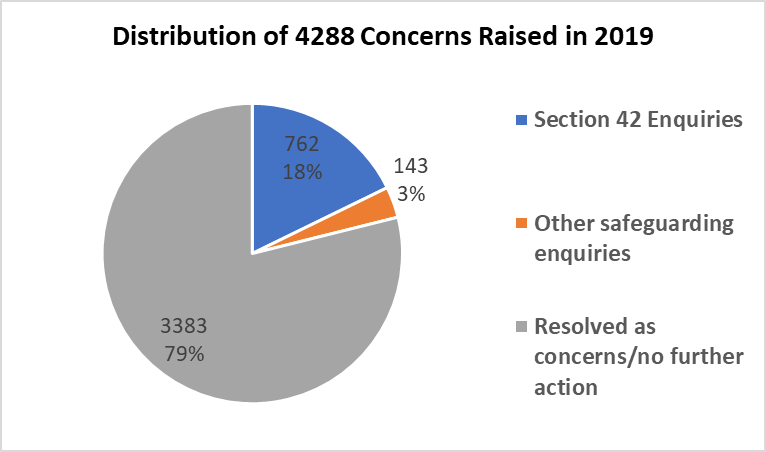 Distribution of 4288 Concerns Raised in 2019
762
18%
143
3%
3383
79%
Section 42 Enquiries
Other safeguarding
enquiries
Resolved as
concerns/no further
action